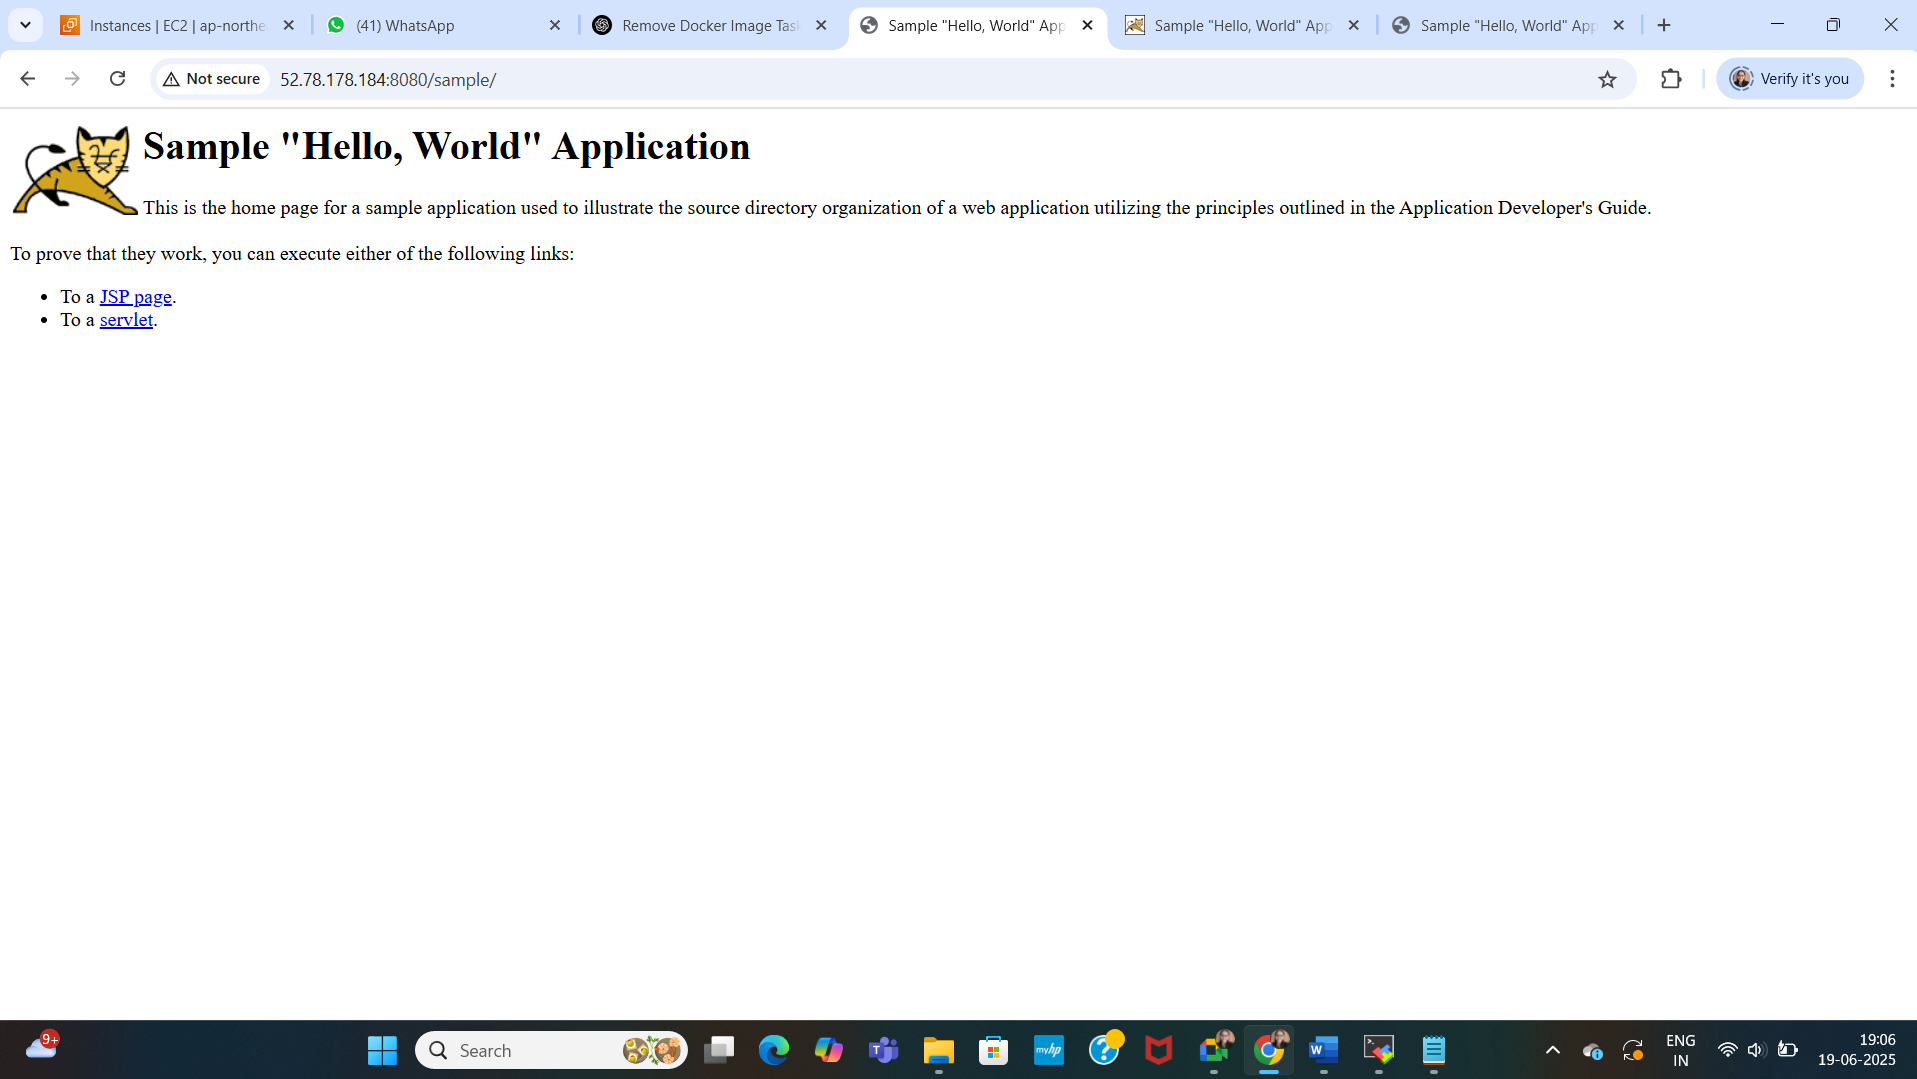 Instances | EC2 | ap-northe
(41) WhatsApp
Remove Docker Image Tas
Sample "Hello, World" App
Sample "Hello, World" App
Sample "Hello, World" App
Not secure
52.78.178.184:8080/sample/
Verify it's you
Sample "Hello, World" Application
This is the home page for a sample application used to illustrate the source directory organization of a web application utilizing the principles outlined in the Application Developer's Guide.
To prove that they work, you can execute either of the following links:
• To a JSP page.
• To a servlet.
9+
Search
myhp
ENG
IN
19:06
19-06-2025